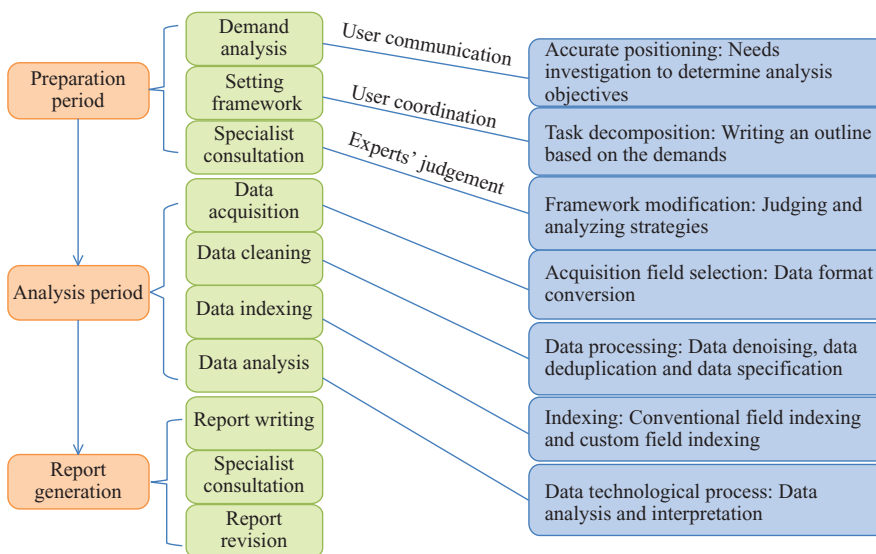 Preparation
period
Analysis period
Report
generation
Demand
analysis
Setting
framework
Specialist
consultation
Data
acquisition
Data cleaning
Data indexing
Data analysis
Report writing
Specialist
consultation
Report
revision
User communication
User coordination
Experts’ judgement
Accurate positioning: Needs
investigation to determine analysis
objectives
Task decomposition: Writing an outline
based on the demands
Framework modification: Judging and
analyzing strategies
Acquisition field selection: Data format
conversion
Data processing: Data denoising, data
deduplication and data specification
Indexing: Conventional field indexing
and custom field indexing
Data technological process: Data
analysis and interpretation